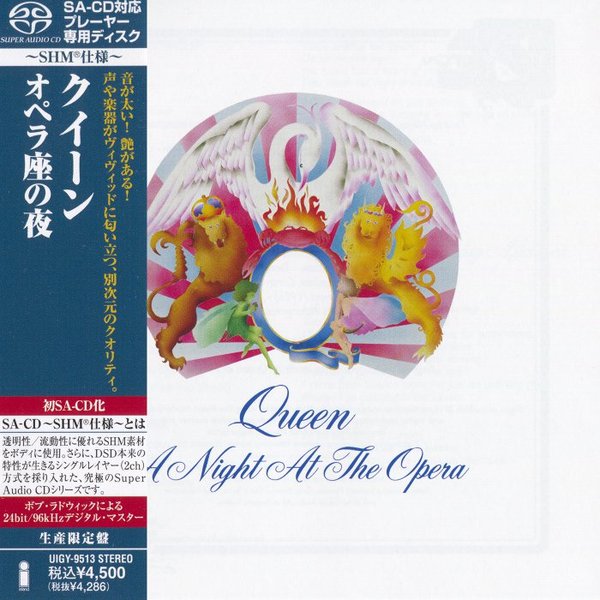 SUPER AUDIO CD
SA-CD対応
プレーヤー
専用ディスク
～SHM®仕様～
クイーン
オペラ座の夜
音が太い！艶がある！
声や楽器がヴィヴィッドに匂い立つ、別次元のクオリティ。
初SA-CD化
SA-CD～SHM®仕様～とは
透明性／流動性に優れるSHM素材
をボディに使用。さらに、DSD本来の
特性が生きるシングルレイヤー(2ch)
方式を採り入れた、究極のSuper
Audio CDシリーズです。
ボブ・ラドウィックによる
24bit/96kHzデジタル・マスター
生産限定盤
UIGY-9513 STEREO
税込¥4,500
(税抜¥4,286)
Queen
A Night At The Opera